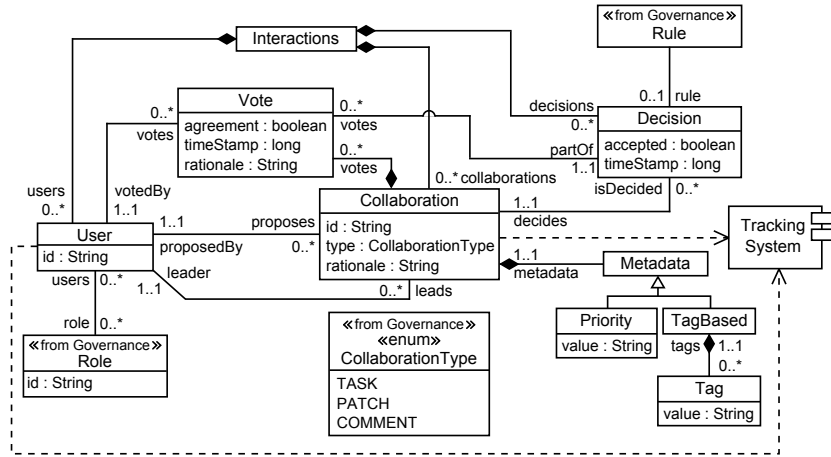 Interactions
«from Governance»
Rule
0..1 rule
Vote
agreement : boolean
timeStamp : long
rationale : String
0..*
votes
0..*
votes
0..*
votes
decisions
0..*
Decision
accepted : boolean
timeStamp : long
partOf
1..1
isDecided 0..*
users
0..*
votedBy
1..1
0..* collaborations
Collaboration
id : String
type : CollaborationType
rationale : String
1..1
decides
User
id : String
1..1
proposedBy
proposes
0..*
Tracking
System
users 0..*
leader
1..1
0..* leads
1..1
metadata
Metadata
role 0..*
«from Governance»
Role
id : String
«from Governance»
«enum»
CollaborationType
TASK
PATCH
COMMENT
Priority
value : String
TagBased
tags 1..1
0..*
Tag
value : String